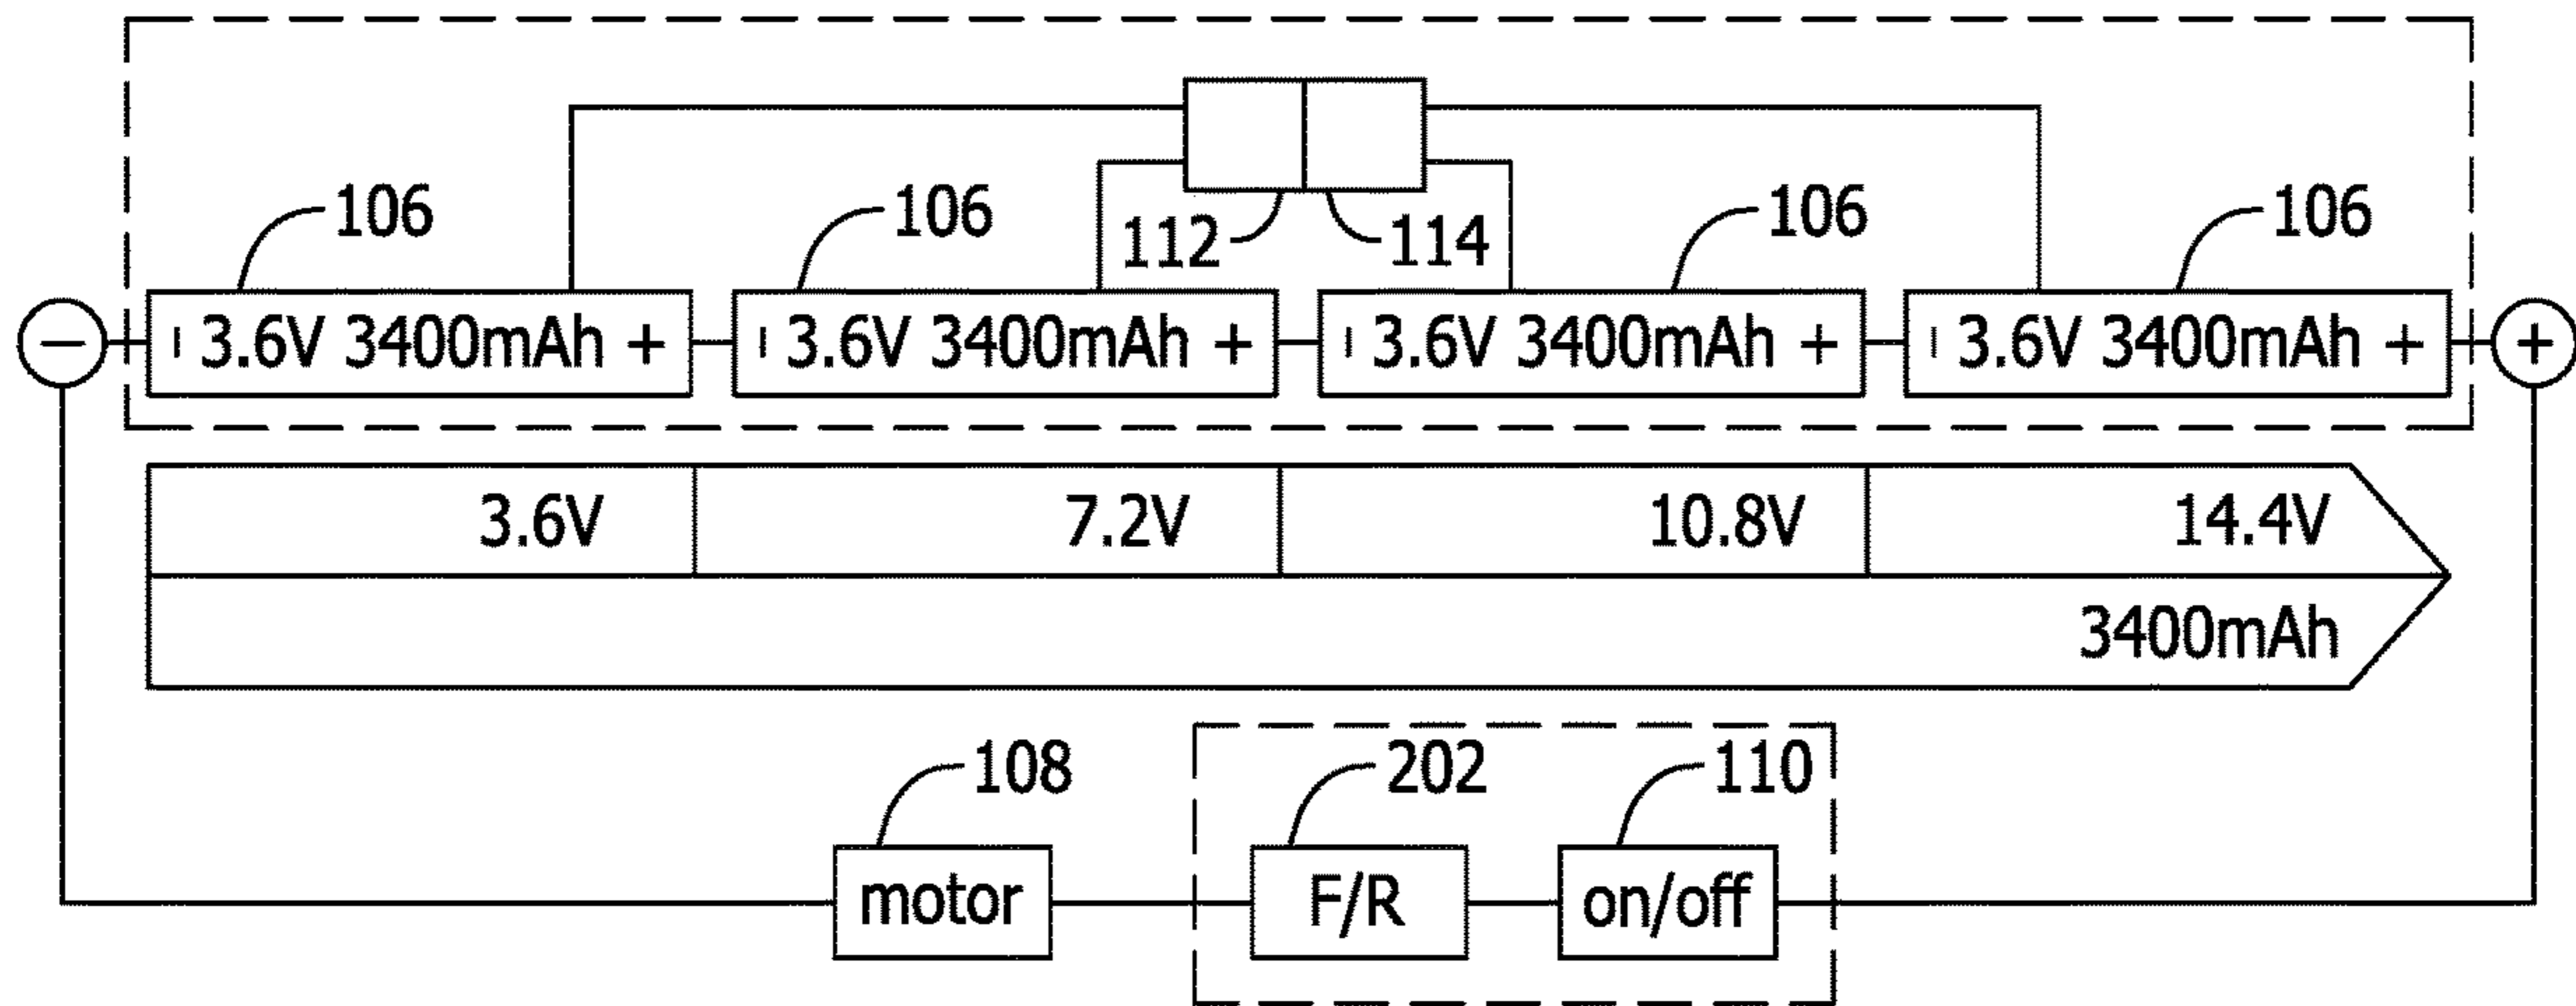 106 106 112 114 106 106
− - 3.6V 3400mAh + - 3.6V 3400mAh + - 3.6V 3400mAh + - 3.6V 3400mAh + +
3.6V 7.2V 10.8V 14.4V
3400mAh
108 202 110
motor F/R on/off